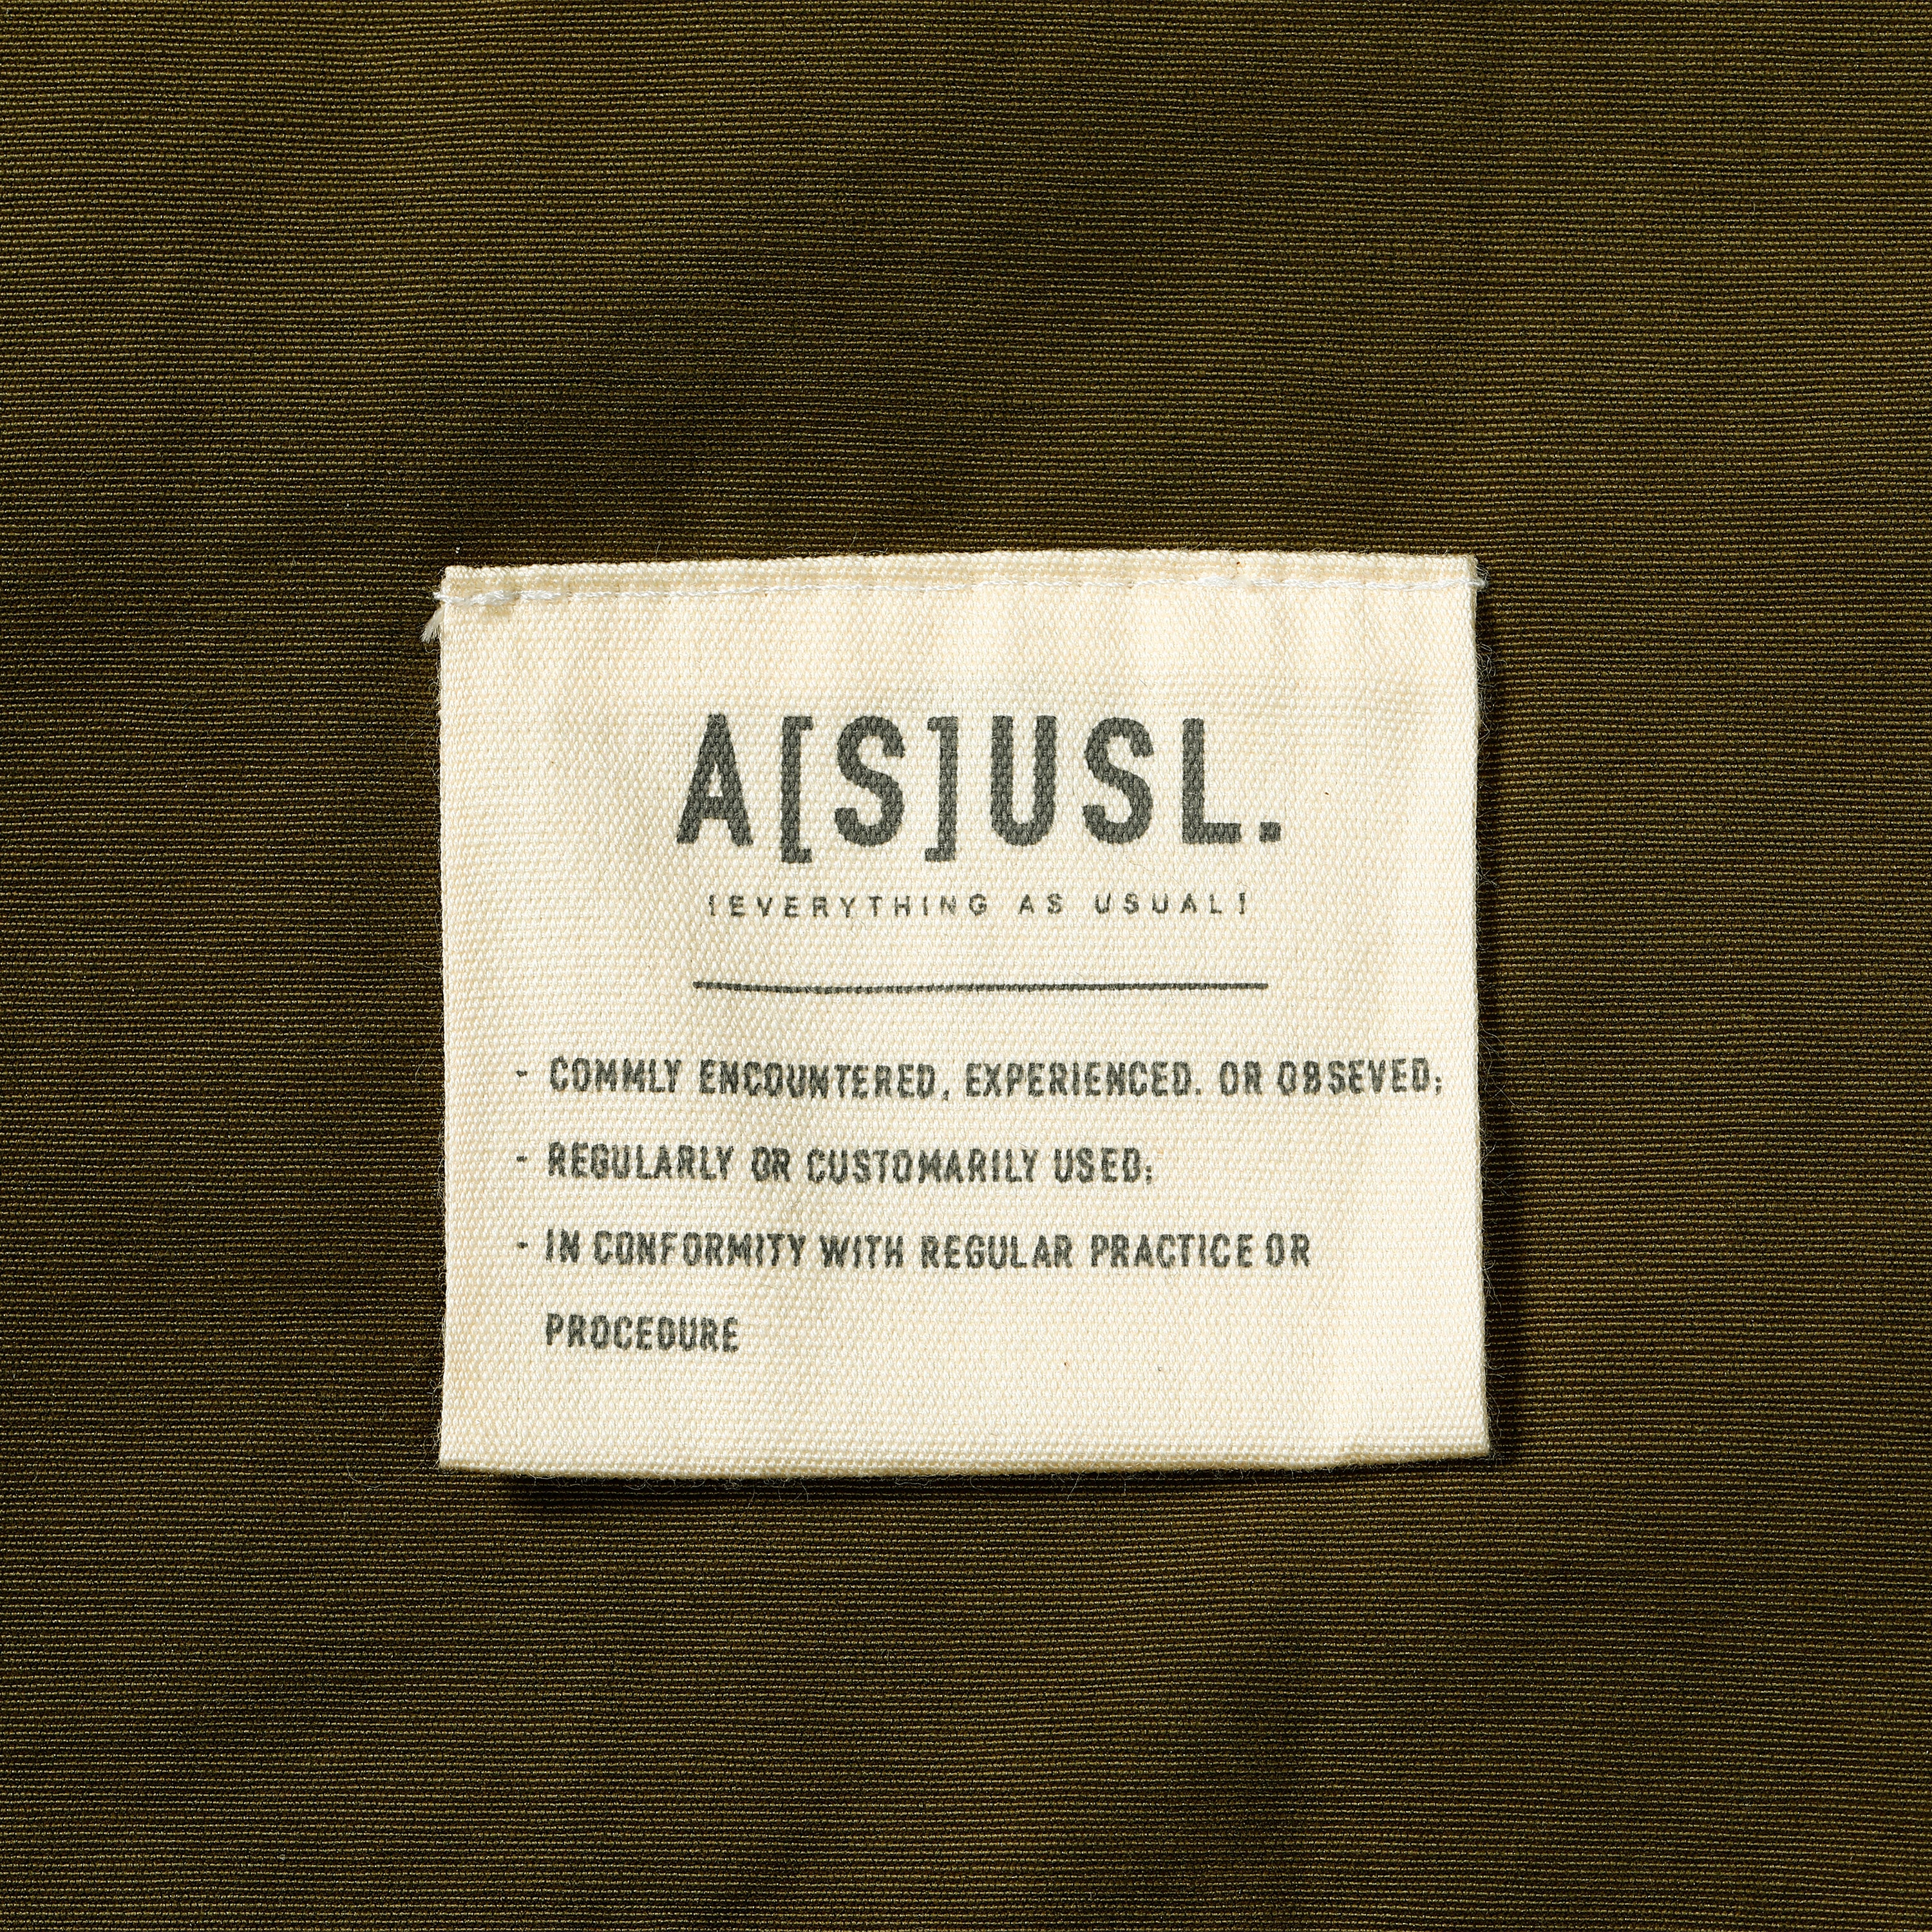 A[S]USL.
[EVERYTHING AS USUAL]
- COMMLY ENCOUNTERED, EXPERIENCED. OR OBSEVED;
- REGULARLY OR CUSTOMARILY USED;
- IN CONFORMITY WITH REGULAR PRACTICE OR
PROCEDURE